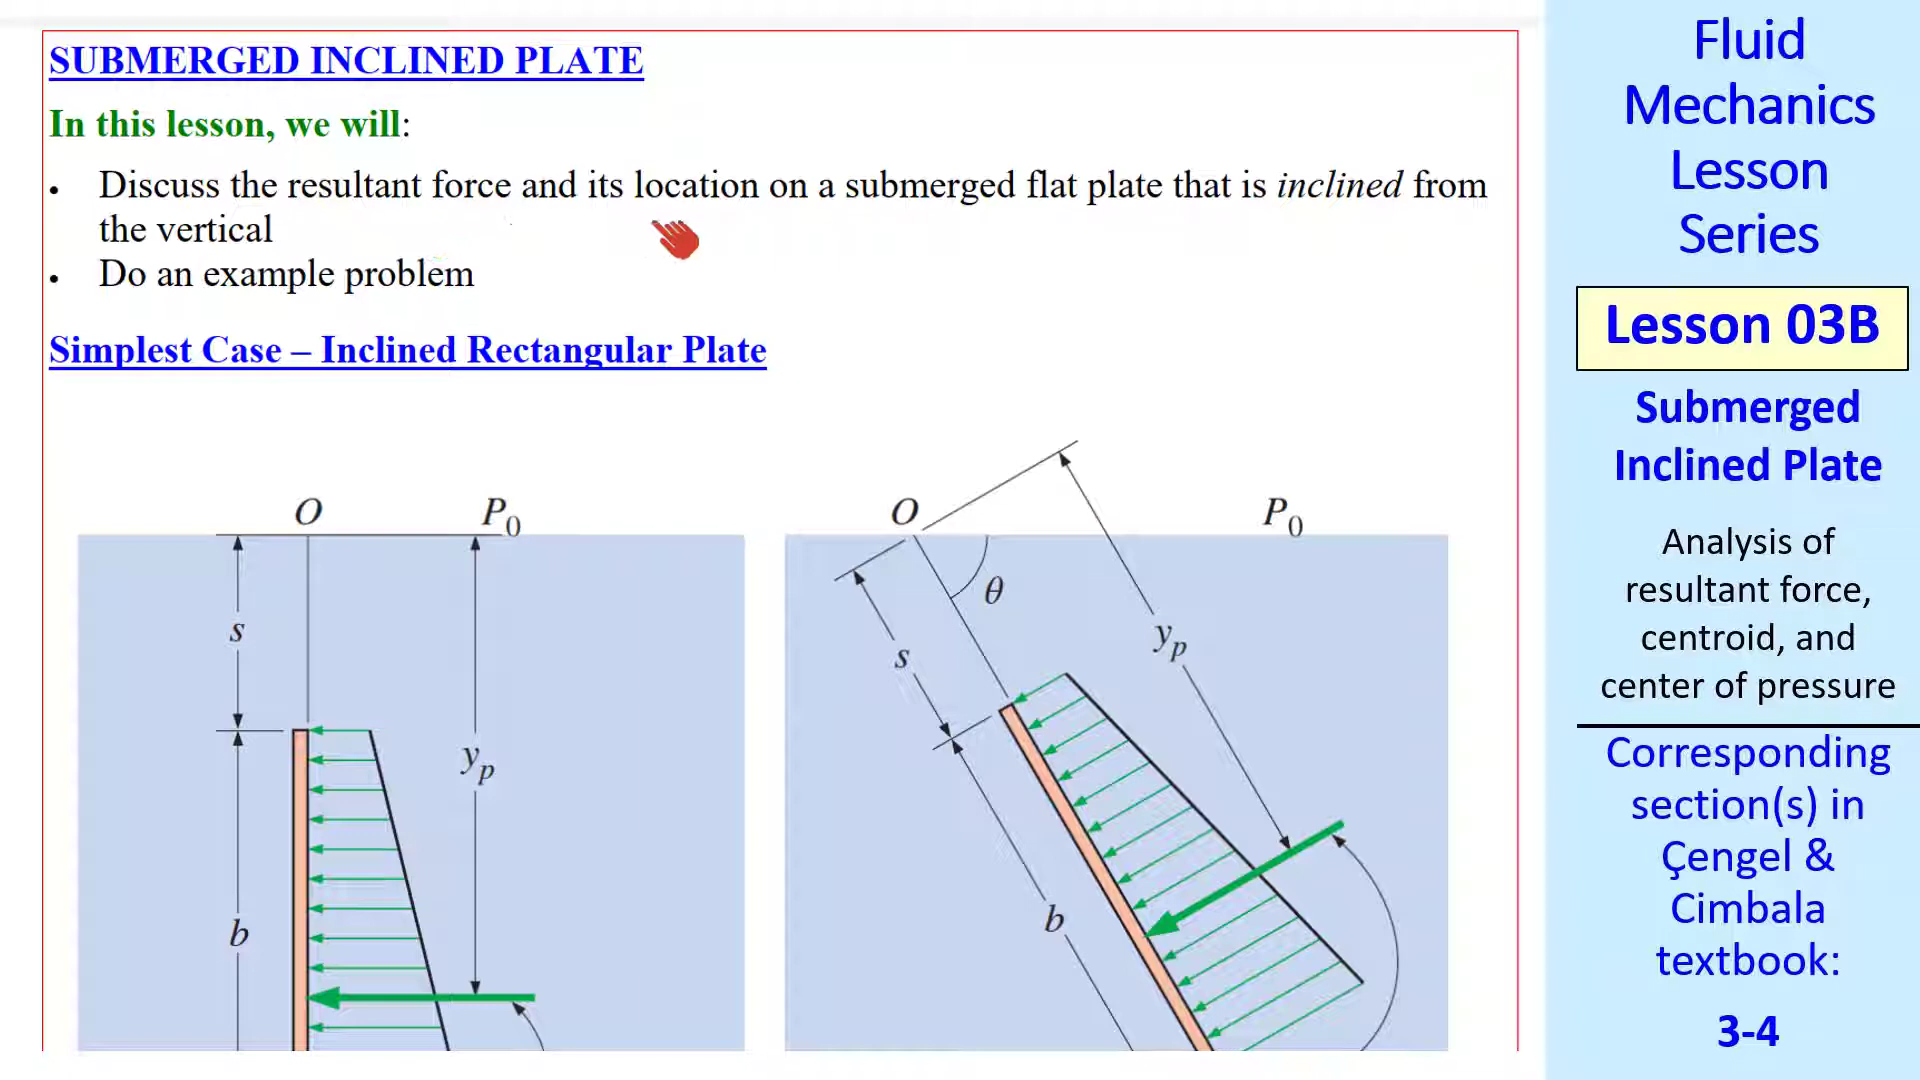 SUBMERGED INCLINED PLATE
In this lesson, we will:
• Discuss the resultant force and its location on a submerged flat plate that is inclined from
the vertical
• Do an example problem
Simplest Case – Inclined Rectangular Plate
O
P0
s
yp
b
O
P0
θ
s
yp
b
Fluid
Mechanics
Lesson
Series
Lesson 03B
Submerged
Inclined Plate
Analysis of
resultant force,
centroid, and
center of pressure
Corresponding
section(s) in
Çengel &
Cimbala
textbook:
3-4